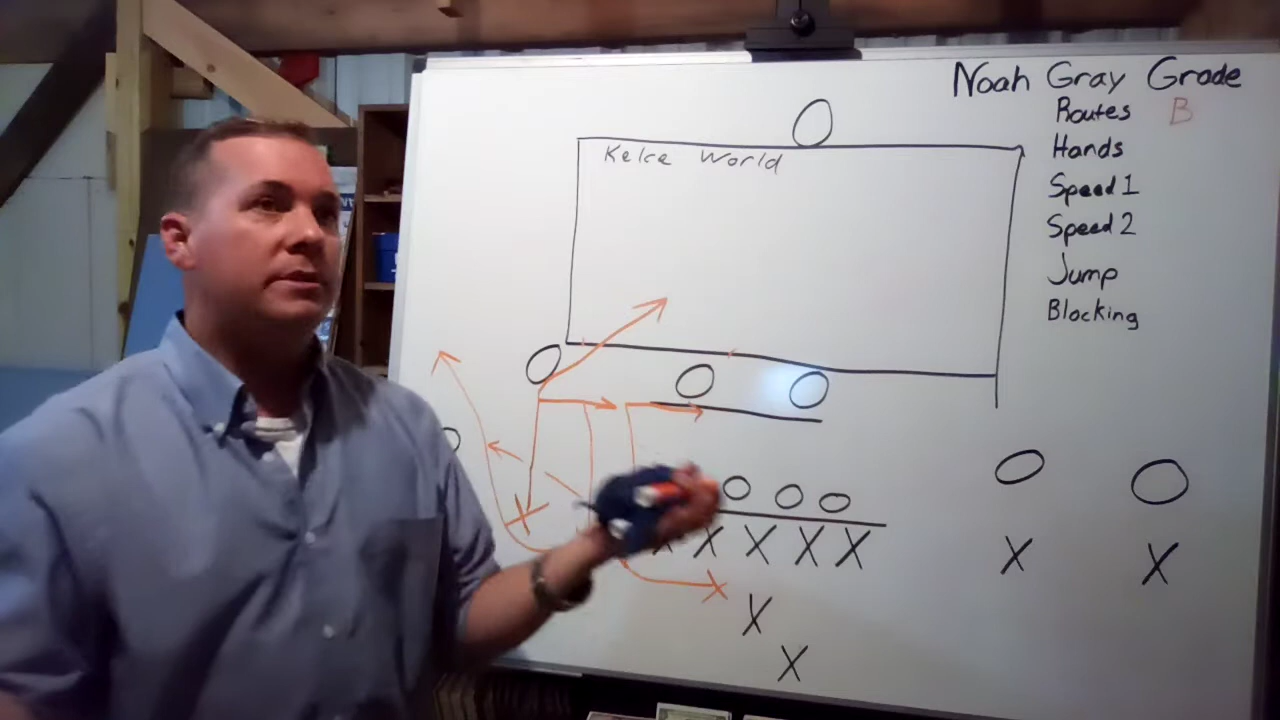 Noah Gray Grade
Routes B
Hands
Speed 1
Speed 2
Jump
Blocking
Kelce World
X X X X X
X X
X
X